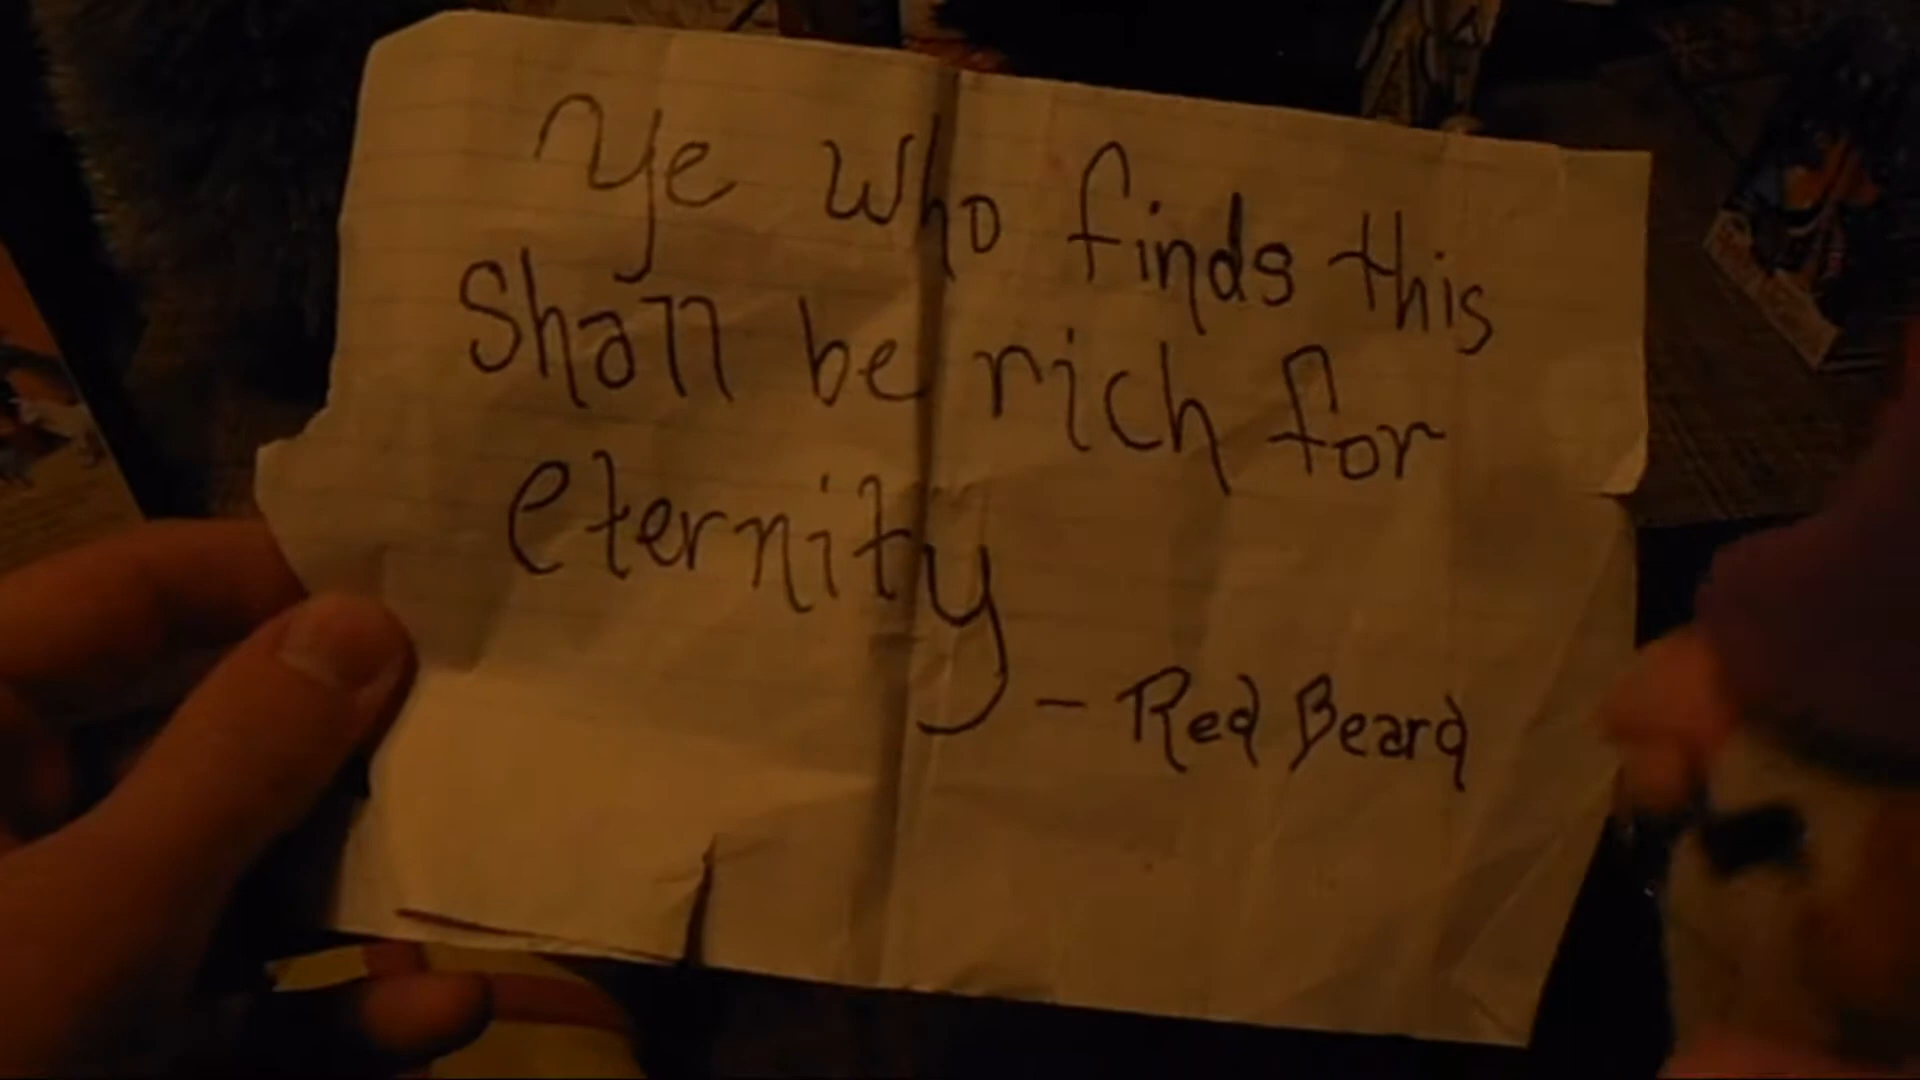 Ye who finds this
Shall be rich for
eternity
- Red Beard